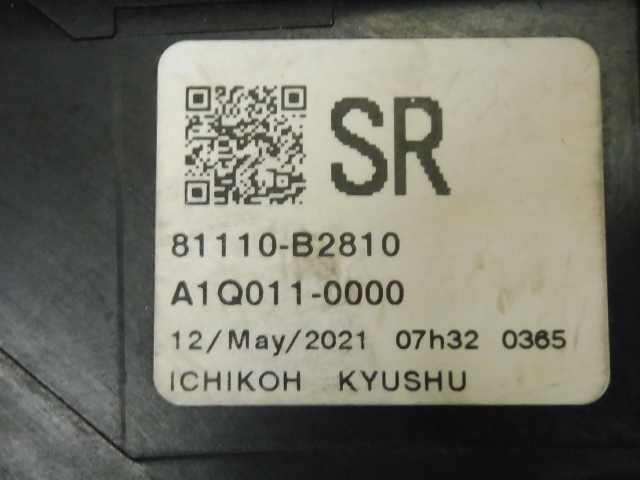 SR
81110-B2810
A1Q011-0000
12/May/2021 07h32 0365
ICHIKOH KYUSHU